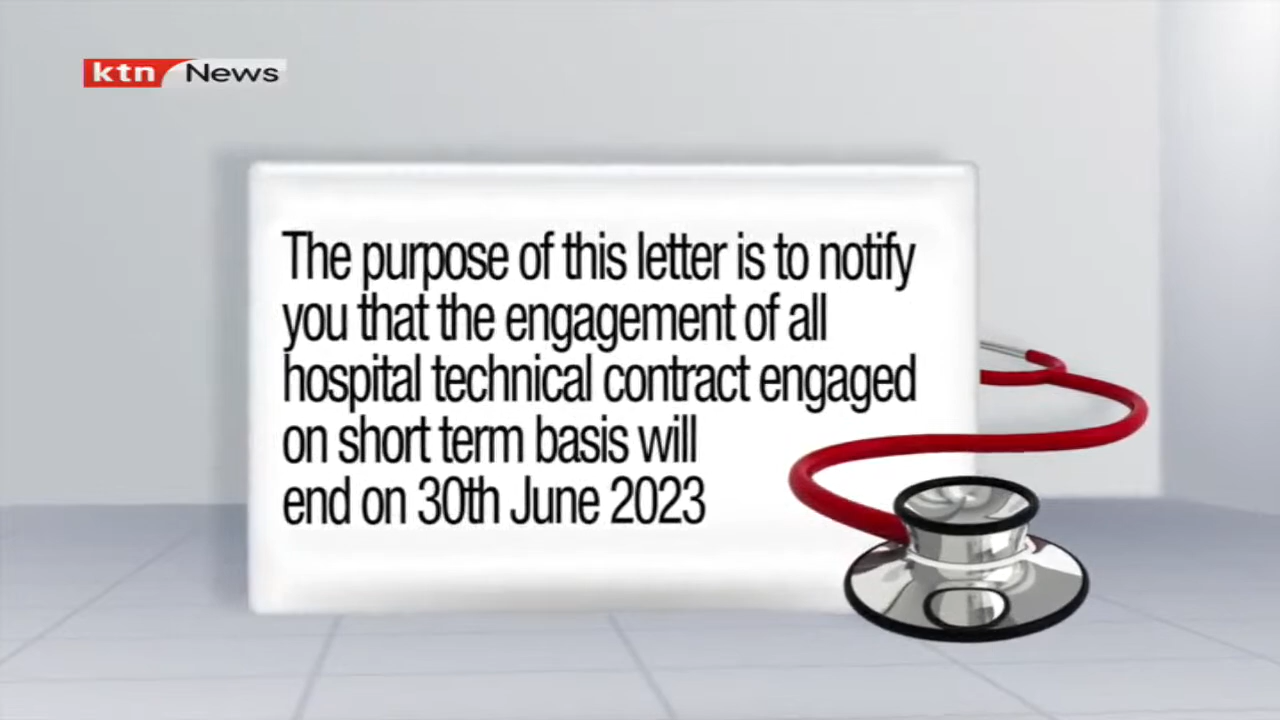 ktn News
The purpose of this letter is to notify
you that the engagement of all
hospital technical contract engaged
on short term basis will
end on 30th June 2023